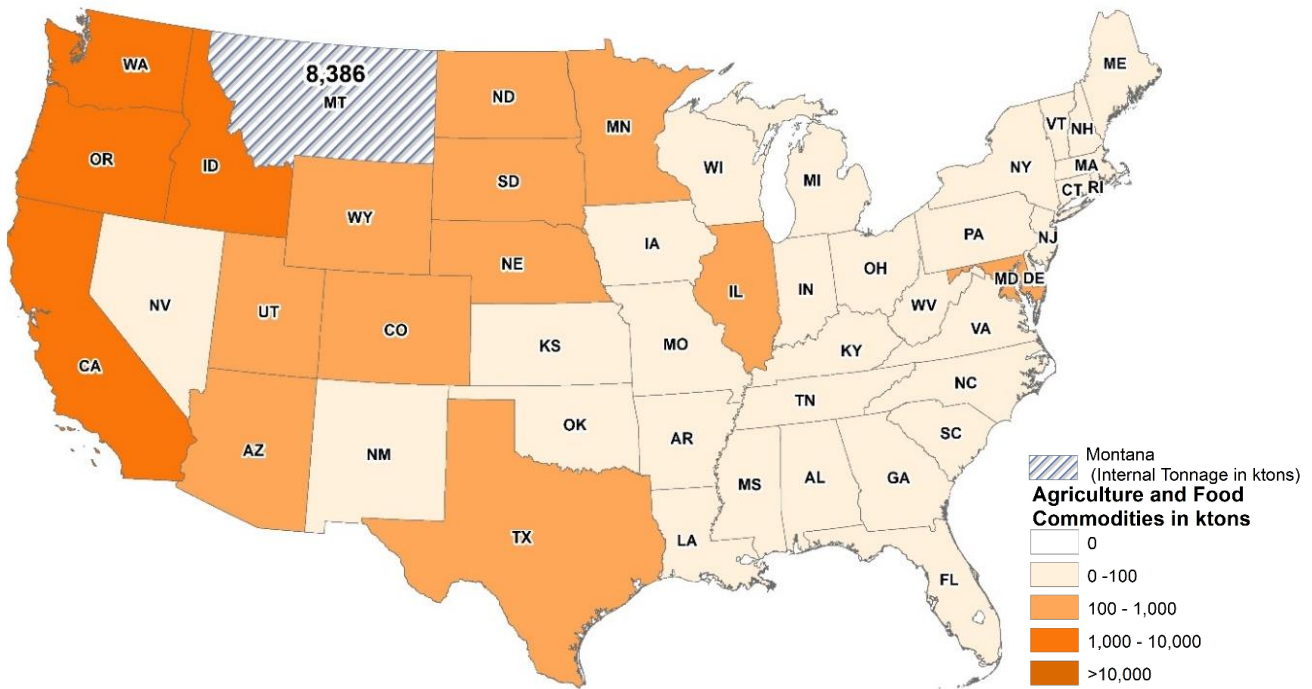 WA
8,386
MT
ND
MN
ME
VT
NH
OR
ID
SD
WI
MI
NY
MA
CT
RI
WY
IA
PA
NJ
NE
NV
UT
CO
IL
IN
OH
MD
DE
WV
VA
CA
KS
MO
KY
NC
TN
AZ
NM
OK
AR
SC
MS
AL
GA
TX
LA
FL
Montana
(Internal Tonnage in ktons)
Agriculture and Food
Commodities in ktons
0
0 -100
100 - 1,000
1,000 - 10,000
>10,000